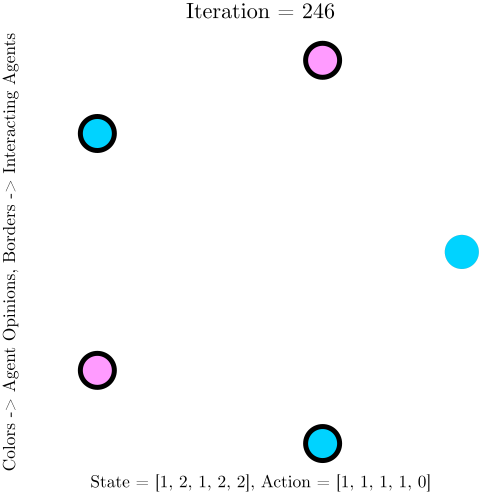 Iteration = 246
Colors -> Agent Opinions, Borders -> Interacting Agents
State = [1, 2, 1, 2, 2], Action = [1, 1, 1, 1, 0]